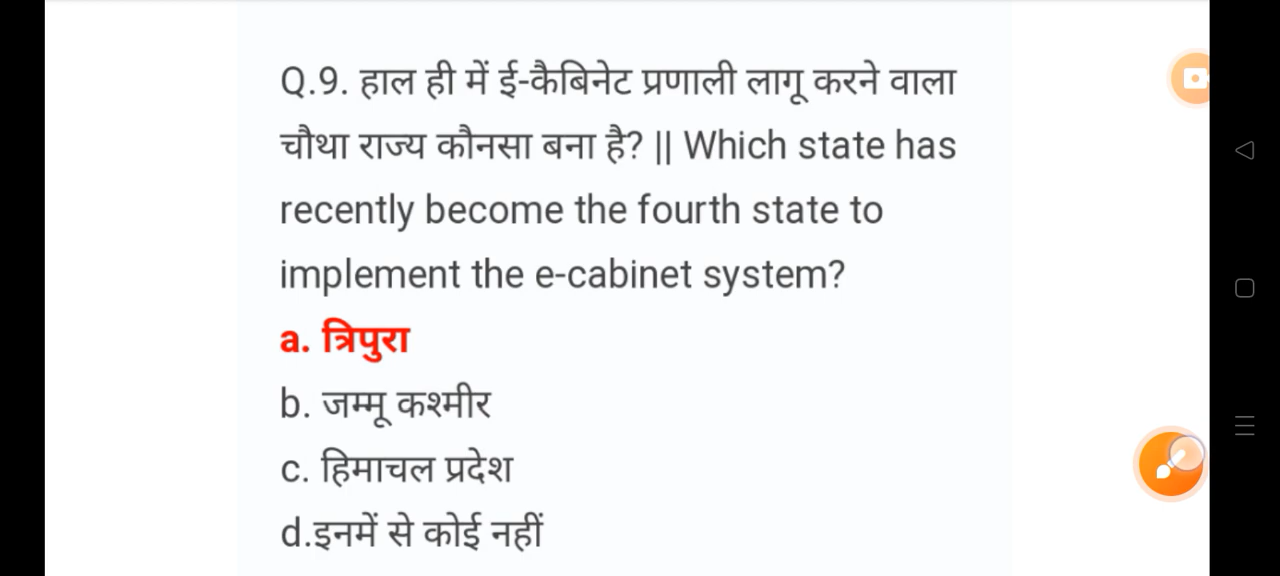 Q.9. हाल ही में ई-कैबिनेट प्रणाली लागू करने वाला
चौथा राज्य कौनसा बना है? || Which state has
recently become the fourth state to
implement the e-cabinet system?
a. त्रिपुरा
b. जम्मू कश्मीर
c. हिमाचल प्रदेश
d.इनमें से कोई नहीं